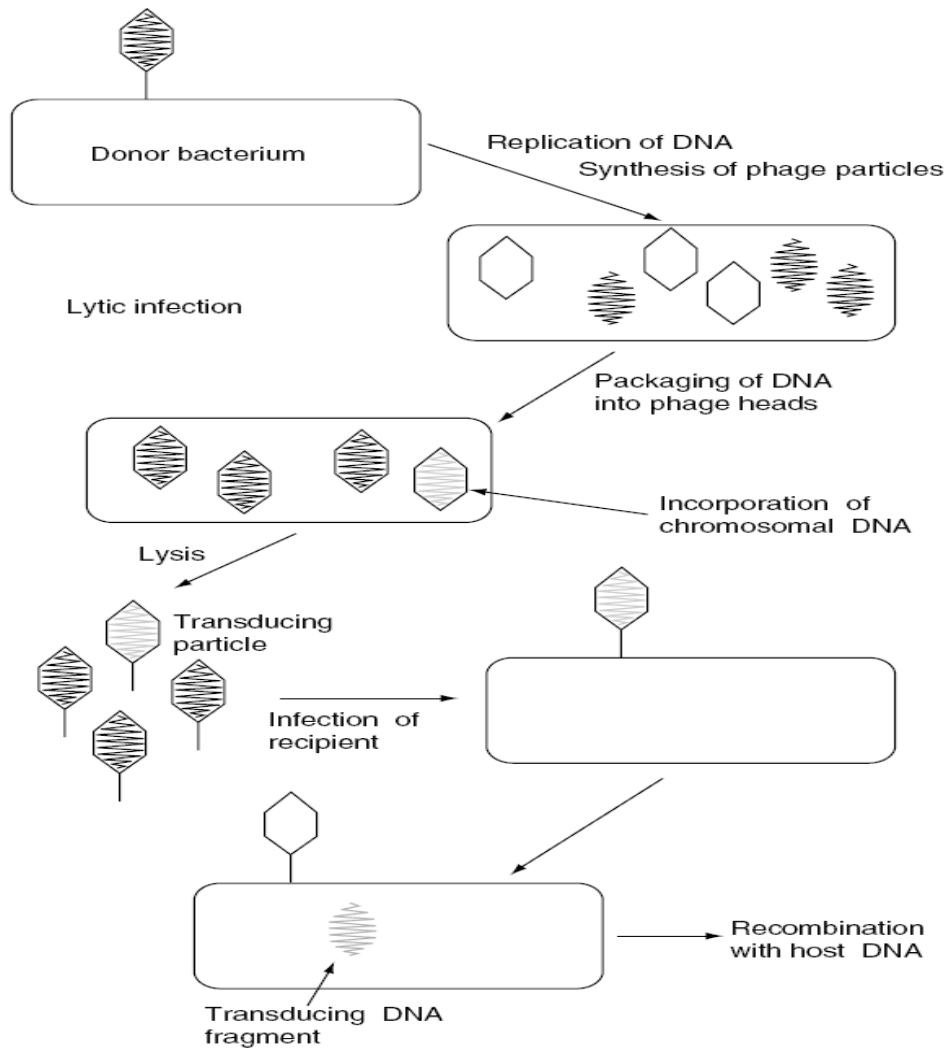 Donor bacterium
Replication of DNA
Synthesis of phage particles
Lytic infection
Packaging of DNA
into phage heads
Incorporation of
chromosomal DNA
Lysis
Transducing
particle
Infection of
recipient
Recombination
with host DNA
Transducing DNA
fragment